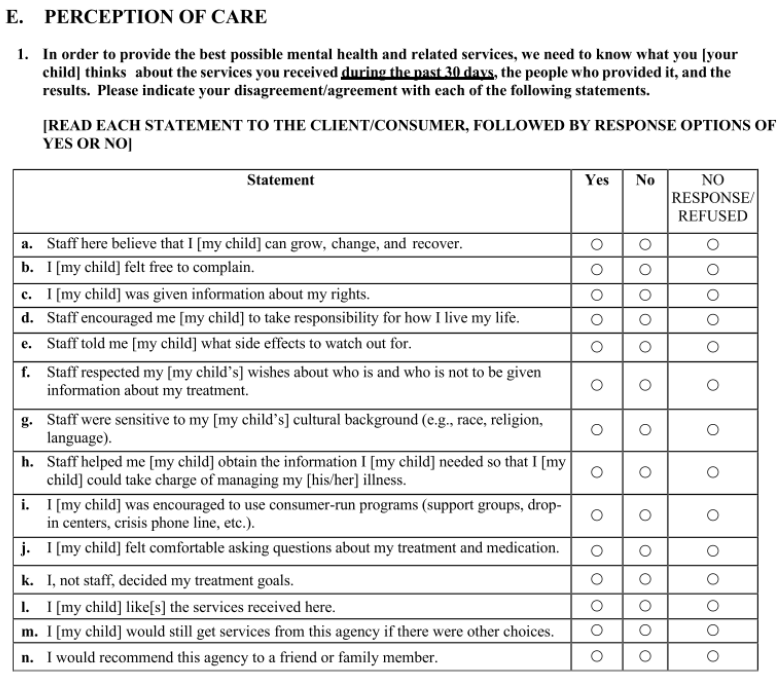 E. PERCEPTION OF CARE
1. In order to provide the best possible mental health and related services, we need to know what you [your
child] thinks about the services you received during the past 30 days, the people who provided it, and the
results. Please indicate your disagreement/agreement with each of the following statements.
[READ EACH STATEMENT TO THE CLIENT/CONSUMER, FOLLOWED BY RESPONSE OPTIONS OF
YES OR NO]
Statement Yes No NO
RESPONSE/
REFUSED
a. Staff here believe that I [my child] can grow, change, and recover.
b. I [my child] felt free to complain.
c. I [my child] was given information about my rights.
d. Staff encouraged me [my child] to take responsibility for how I live my life.
e. Staff told me [my child] what side effects to watch out for.
f. Staff respected my [my child's] wishes about who is and who is not to be given
information about my treatment.
g. Staff were sensitive to my [my child's] cultural background (e.g., race, religion,
language).
h. Staff helped me [my child] obtain the information I [my child] needed so that I [my
child] could take charge of managing my [his/her] illness.
i. I [my child] was encouraged to use consumer-run programs (support groups, drop-
in centers, crisis phone line, etc.).
j. I [my child] felt comfortable asking questions about my treatment and medication.
k. I, not staff, decided my treatment goals.
l. I [my child] like[s] the services received here.
m. I [my child] would still get services from this agency if there were other choices.
n. I would recommend this agency to a friend or family member.